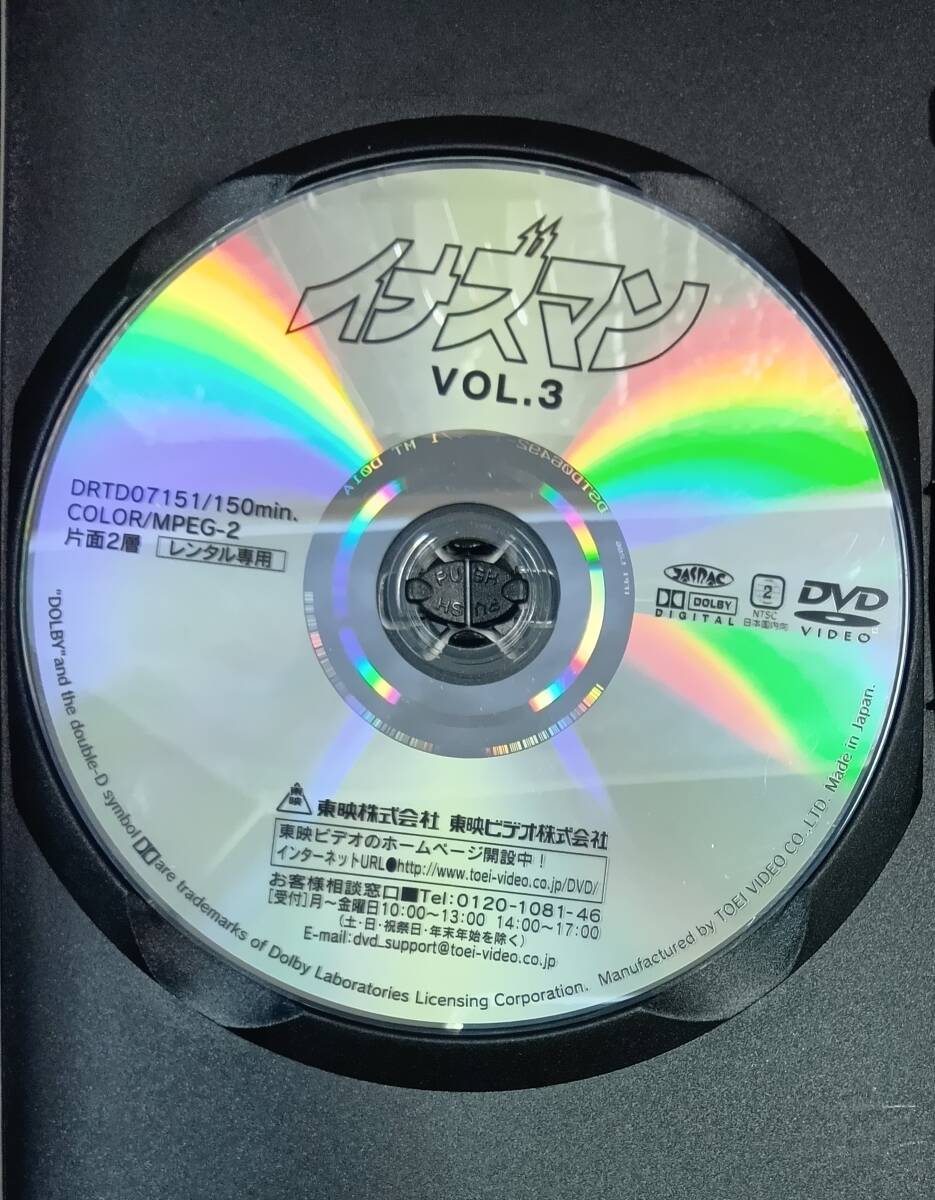 イナズマン
VOL.3
DSTD06492
MT D01A
DRTD07151/150min.
COLOR/MPEG-2
片面2層 レンタル専用
PUSH
PUSH
JASRAC
DOLBY
DIGITAL
2
NTSC
日本国内向
DVD
VIDEO
東映
東映株式会社 東映ビデオ株式会社
東映ビデオのホームページ開設中!
インターネットURL●http://www.toei-video.co.jp/DVD/
お客様相談窓口■Tel:0120-1081-46
[受付]月~金曜日10:00~13:00 14:00~17:00
(土・日・祝祭日・年末年始を除く)
E-mail:dvd_support@toei-video.co.jp
"DOLBY" and the double-D symbol are trademarks of Dolby Laboratories Licensing Corporation. Manufactured by TOEI VIDEO CO.,LTD. Made in Japan.